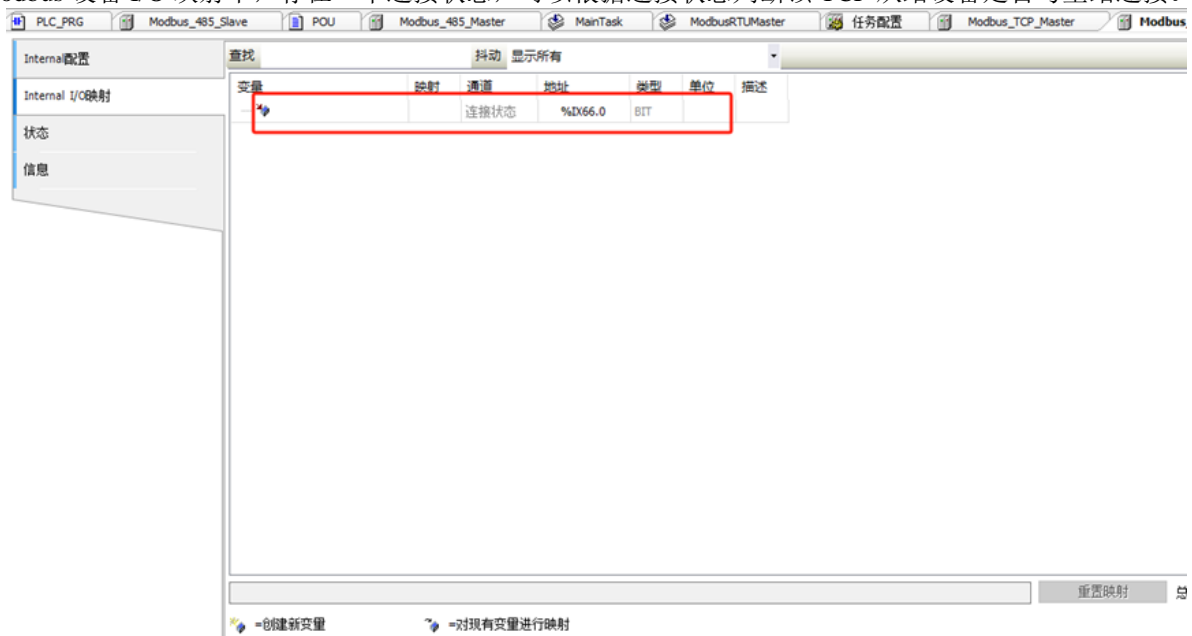 PLC_PRG Modbus_485_Slave POU Modbus_485_Master MainTask ModbusRTUMaster 任务配置 Modbus_TCP_Master Modbus_
Internal配置
Internal I/O映射
状态
信息
查找 抖动 显示所有
变量 映射 通道 地址 类型 单位 描述
连接状态 %IX66.0 BIT
重置映射 总
=创建新变量 =对现有变量进行映射